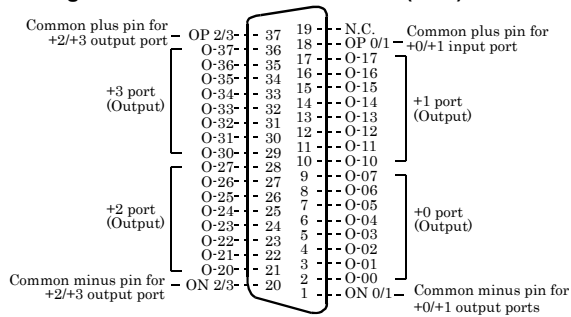 Common plus pin for
+2/+3 output port
OP 2/3 37
O-37 36
O-36 35
O-35 34
O-34 33
O-33 32
O-32 31
O-31 30
O-30 29
O-27 28
O-26 27
O-25 26
O-24 25
O-23 24
O-22 23
O-21 22
O-20 21
ON 2/3 20
+3 port
(Output)
+2 port
(Output)
Common minus pin for
+2/+3 output port
19 N.C.
18 OP 0/1
17 O-17
16 O-16
15 O-15
14 O-14
13 O-13
12 O-12
11 O-11
10 O-10
9 O-07
8 O-06
7 O-05
6 O-04
5 O-03
4 O-02
3 O-01
2 O-00
1 ON 0/1
Common plus pin for
+0/+1 input port
+1 port
(Output)
+0 port
(Output)
Common minus pin for
+0/+1 output ports